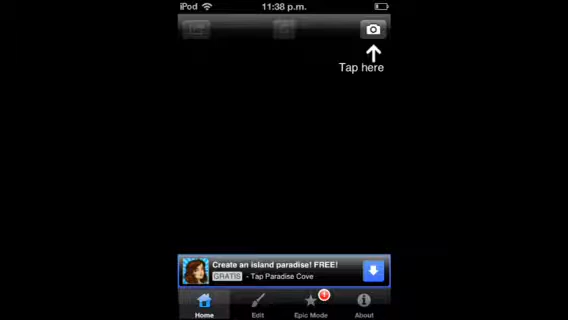 iPod 11:38 p.m.
Tap here
Create an island paradise! FREE!
GRATIS - Tap Paradise Cove
1
Home Edit Epic Mode About